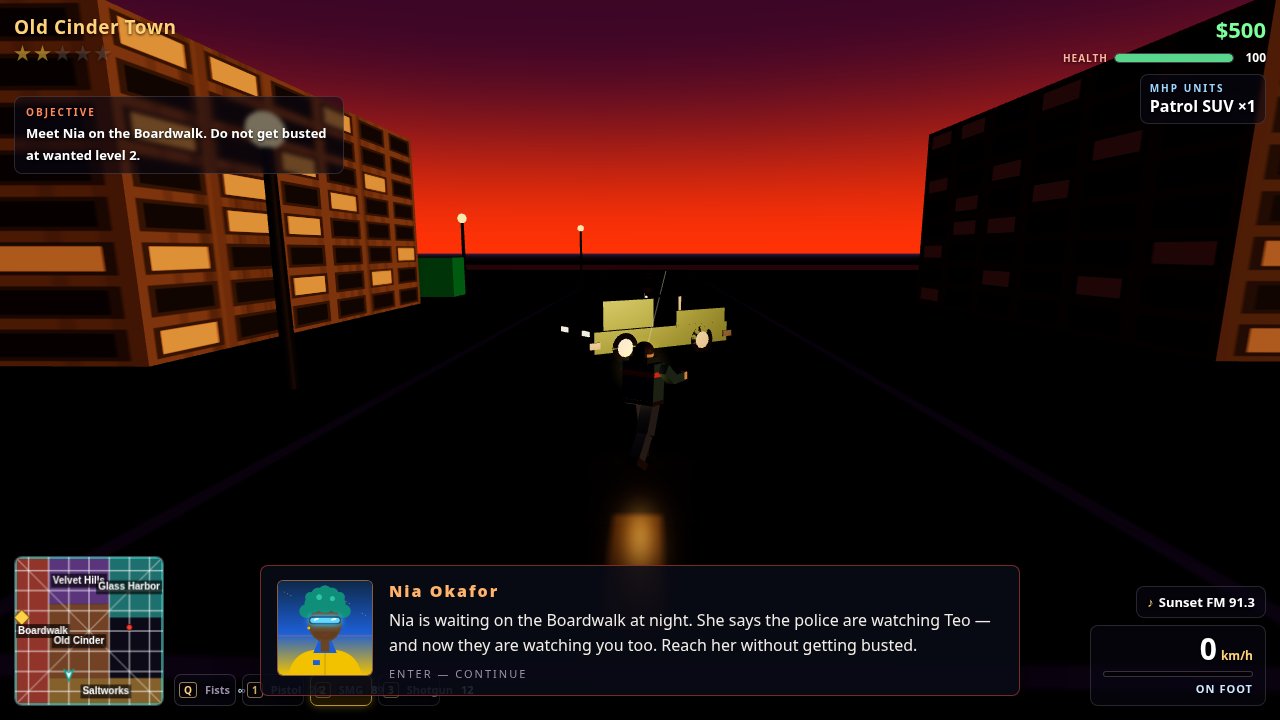 Old Cinder Town
$500
HEALTH 100
OBJECTIVE
Meet Nia on the Boardwalk. Do not get busted
at wanted level 2.
MHP UNITS
Patrol SUV ×1
Nia Okafor
Nia is waiting on the Boardwalk at night. She says the police are watching Teo —
and now they are watching you too. Reach her without getting busted.
ENTER — CONTINUE
Velvet Hills
Glass Harbor
Boardwalk
Old Cinder
Saltworks
Q Fists ∞ 1 Pistol SMG 3 Shotgun 12
♪ Sunset FM 91.3
0 km/h
ON FOOT